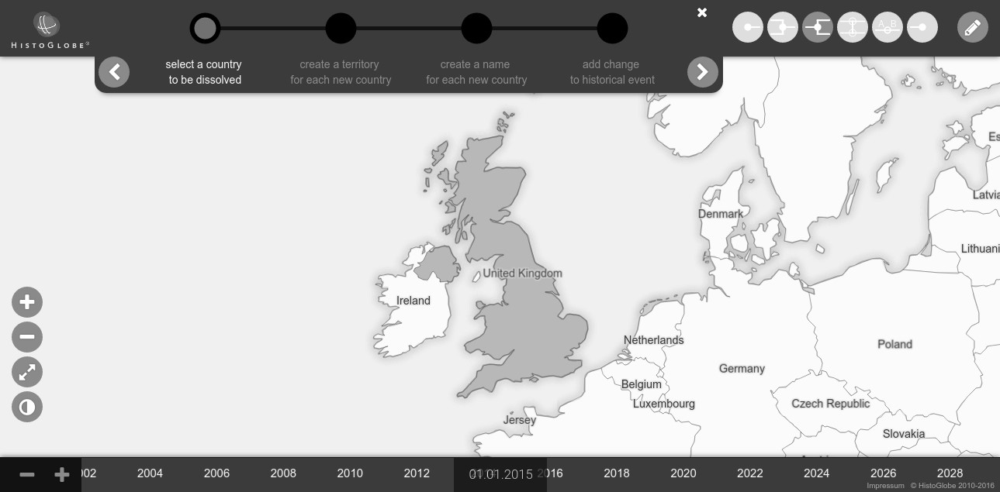 HISTOGLOBE
select a country
to be dissolved
create a territory
for each new country
create a name
for each new country
add change
to historical event
A B
Es
Latvia
Denmark
Lithuani
United Kingdom
Ireland
Netherlands
Poland
Germany
Belgium
Luxembourg
Czech Republic
Jersey
Slovakia
002 2004 2006 2008 2010 2012 01.01.2015 2016 2018 2020 2022 2024 2026 2028
Impressum © HistoGlobe 2010-2016